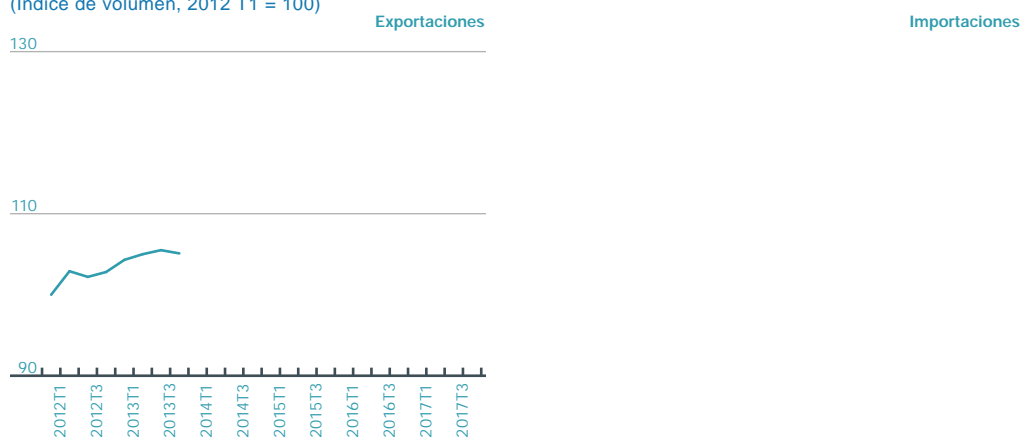 (Índice de volumen, 2012 T1 = 100)
Exportaciones
Importaciones
130
110
90
2012T1
2012T3
2013T1
2013T3
2014T1
2014T3
2015T1
2015T3
2016T1
2016T3
2017T1
2017T3